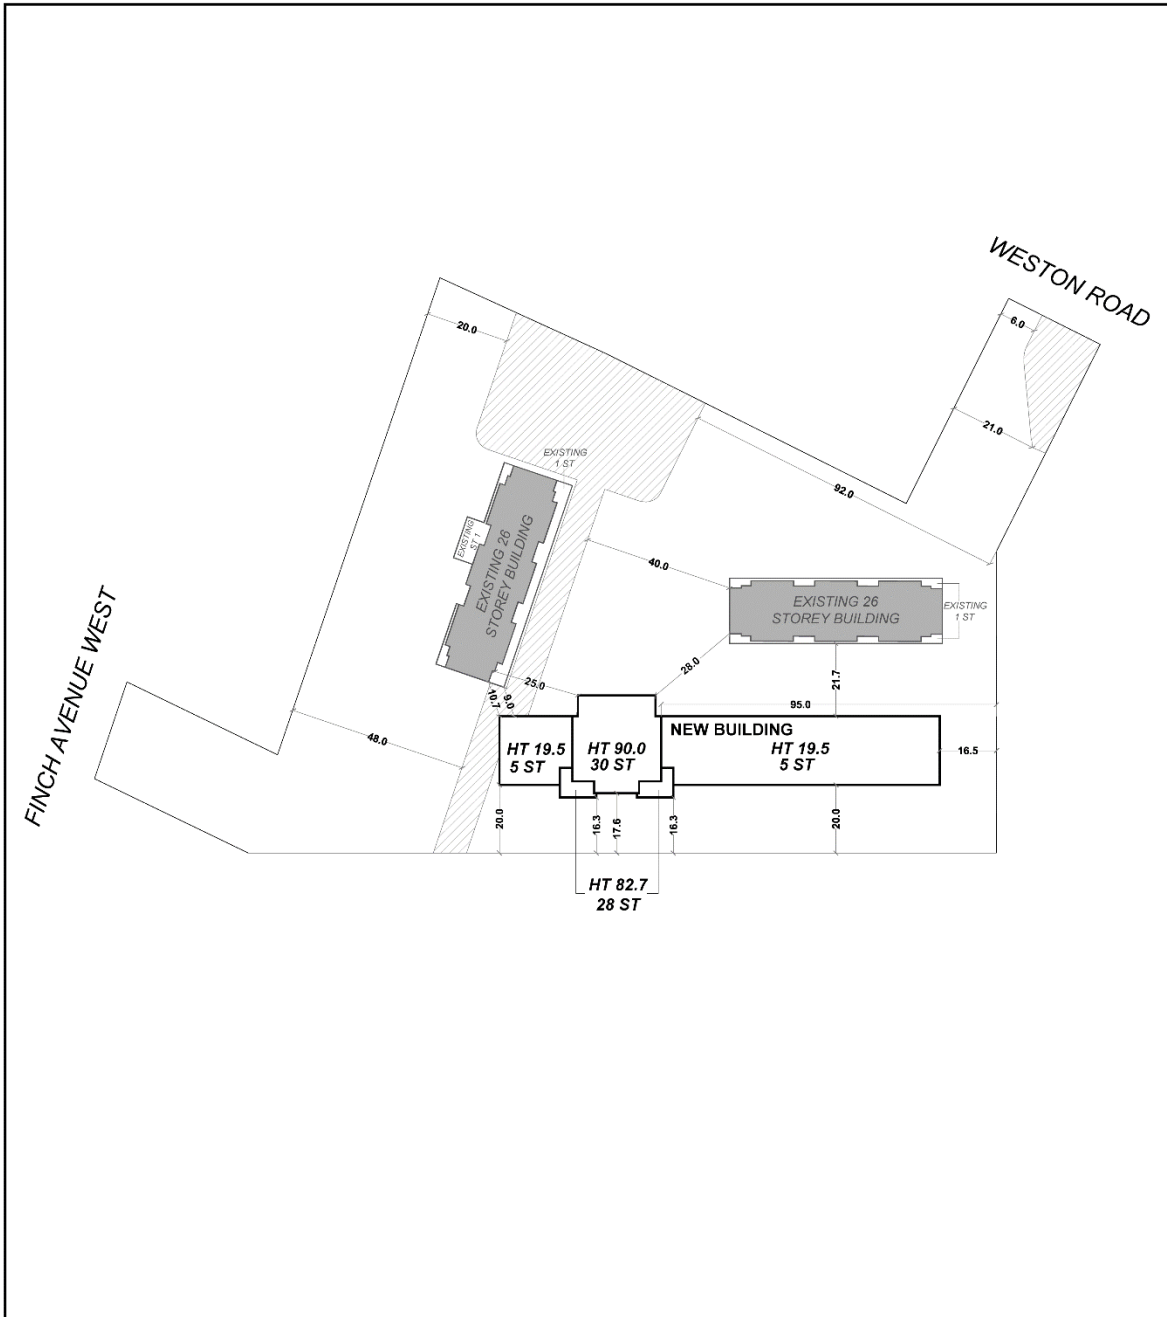 WESTON ROAD
6.0
20.0
21.0
EXISTING
1 ST
92.0
EXISTING
ST 1
EXISTING 26
STOREY BUILDING
40.0
EXISTING 26
STOREY BUILDING
EXISTING
1 ST
FINCH AVENUE WEST
28.0
25.0
21.7
10.7
9.0
95.0
48.0
NEW BUILDING
HT 19.5
5 ST
HT 90.0
30 ST
HT 19.5
5 ST
16.5
20.0
16.3
17.6
16.3
20.0
HT 82.7
28 ST